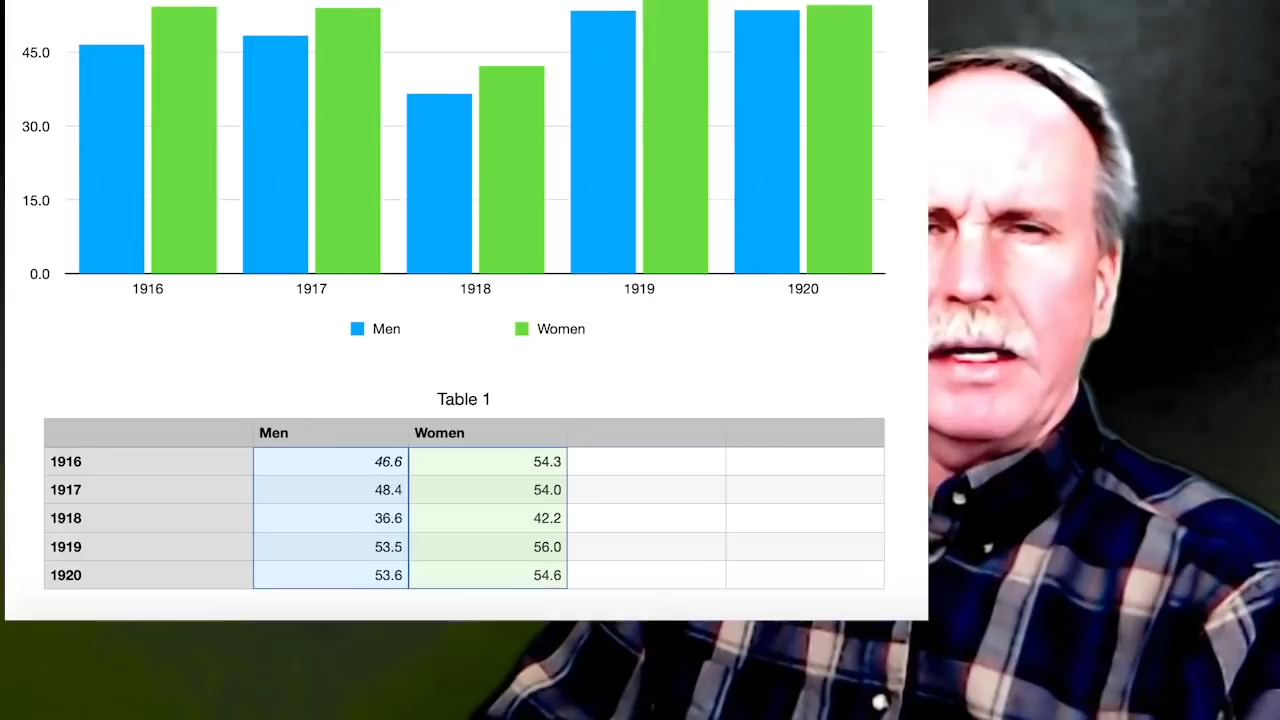 45.0
30.0
15.0
0.0
1916 1917 1918 1919 1920
Men Women
Table 1
Men Women
1916 46.6 54.3
1917 48.4 54.0
1918 36.6 42.2
1919 53.5 56.0
1920 53.6 54.6